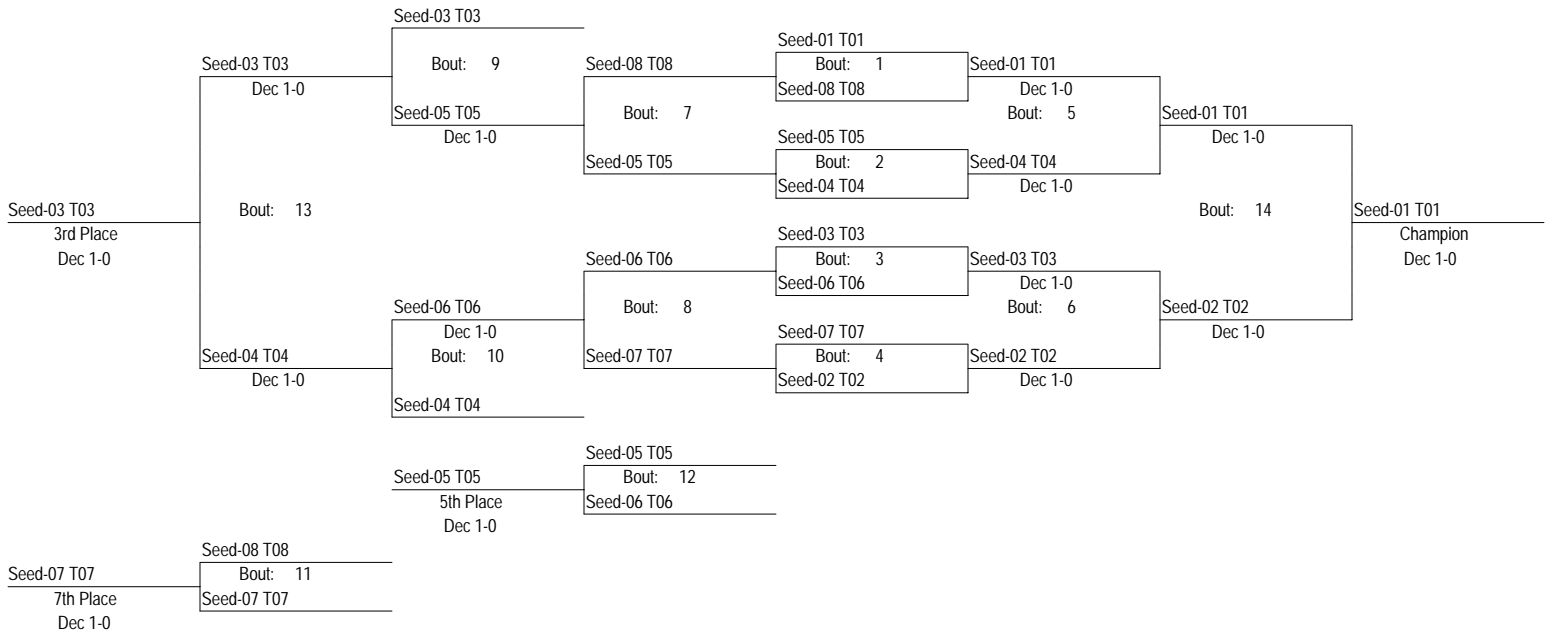 Seed-03 T03
Seed-01 T01
Seed-03 T03 Bout: 9 Seed-08 T08 Bout: 1 Seed-01 T01
Dec 1-0 Seed-08 T08 Dec 1-0
Seed-05 T05 Bout: 7 Bout: 5 Seed-01 T01
Dec 1-0 Seed-05 T05 Dec 1-0
Seed-05 T05 Bout: 2 Seed-04 T04
Seed-04 T04 Dec 1-0
Seed-03 T03 Bout: 13 Bout: 14 Seed-01 T01
3rd Place Seed-03 T03 Champion
Dec 1-0 Seed-06 T06 Bout: 3 Seed-03 T03 Dec 1-0
Seed-06 T06 Dec 1-0
Seed-06 T06 Bout: 8 Bout: 6 Seed-02 T02
Dec 1-0 Seed-07 T07 Dec 1-0
Seed-04 T04 Bout: 10 Seed-07 T07 Bout: 4 Seed-02 T02
Dec 1-0 Seed-02 T02 Dec 1-0
Seed-04 T04
Seed-05 T05
Seed-05 T05 Bout: 12
5th Place Seed-06 T06
Dec 1-0
Seed-08 T08
Seed-07 T07 Bout: 11
7th Place Seed-07 T07
Dec 1-0